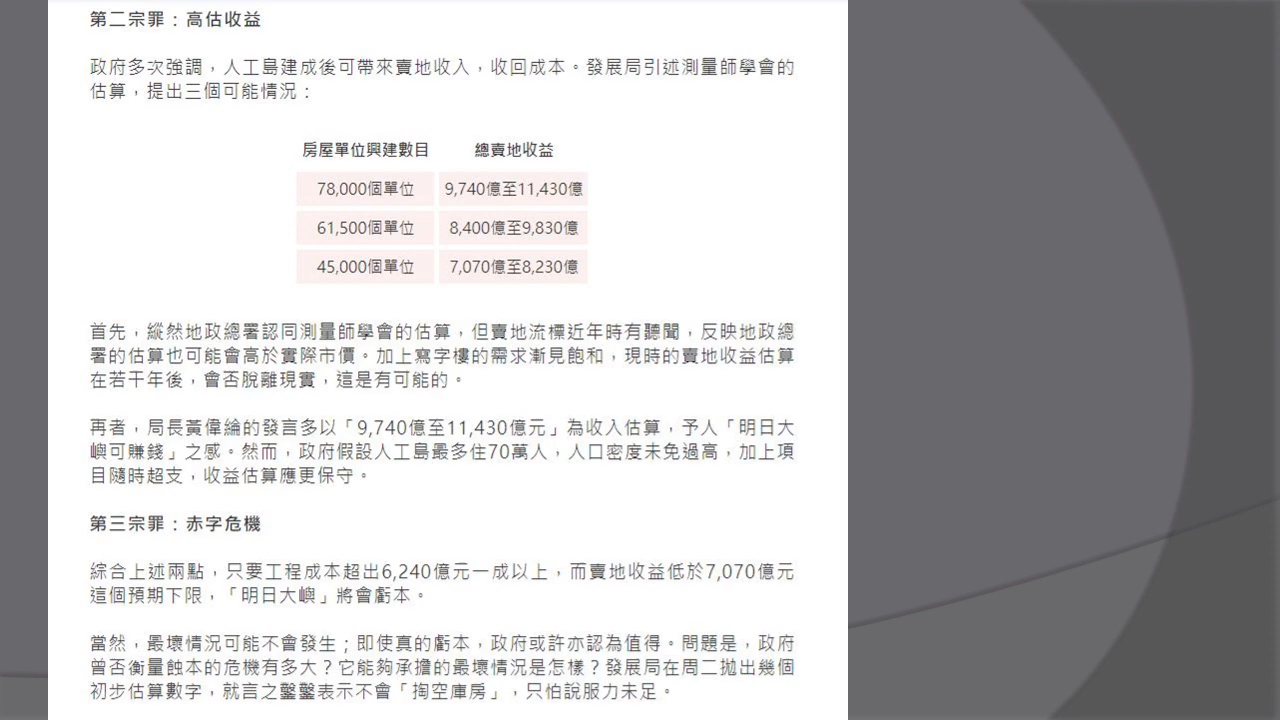 第二宗罪：高估收益
政府多次強調，人工島建成後可帶來賣地收入，收回成本。發展局引述測量師學會的
估算，提出三個可能情況：
房屋單位興建數目 總賣地收益
78,000個單位 9,740億至11,430億
61,500個單位 8,400億至9,830億
45,000個單位 7,070億至8,230億
首先，縱然地政總署認同測量師學會的估算，但賣地流標近年時有聽聞，反映地政總
署的估算也可能會高於實際市價。加上寫字樓的需求漸見飽和，現時的賣地收益估算
在若干年後，會否脫離現實，這是有可能的。
再者，局長黃偉綸的發言多以「9,740億至11,430億元」為收入估算，予人「明日大
嶼可賺錢」之感。然而，政府假設人工島最多住70萬人，人口密度未免過高，加上項
目隨時超支，收益估算應更保守。
第三宗罪：赤字危機
綜合上述兩點，只要工程成本超出6,240億元一成以上，而賣地收益低於7,070億元
這個預期下限，「明日大嶼」將會虧本。
當然，最壞情況可能不會發生；即使真的虧本，政府或許亦認為值得。問題是，政府
曾否衡量蝕本的危機有多大？它能夠承擔的最壞情況是怎樣？發展局在周二拋出幾個
初步估算數字，就言之鑿鑿表示不會「掏空庫房」，只怕說服力未足。